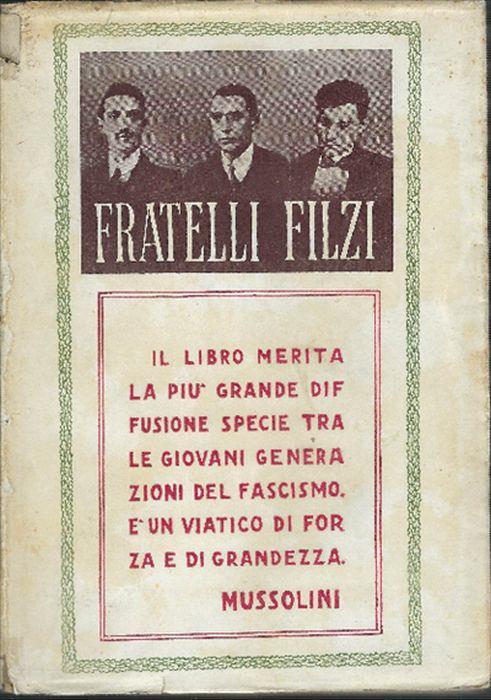 FRATELLI FILZI
IL LIBRO MERITA
LA PIU' GRANDE DIF
FUSIONE SPECIE TRA
LE GIOVANI GENERA
ZIONI DEL FASCISMO.
E' UN VIATICO DI FOR
ZA E DI GRANDEZZA.
MUSSOLINI